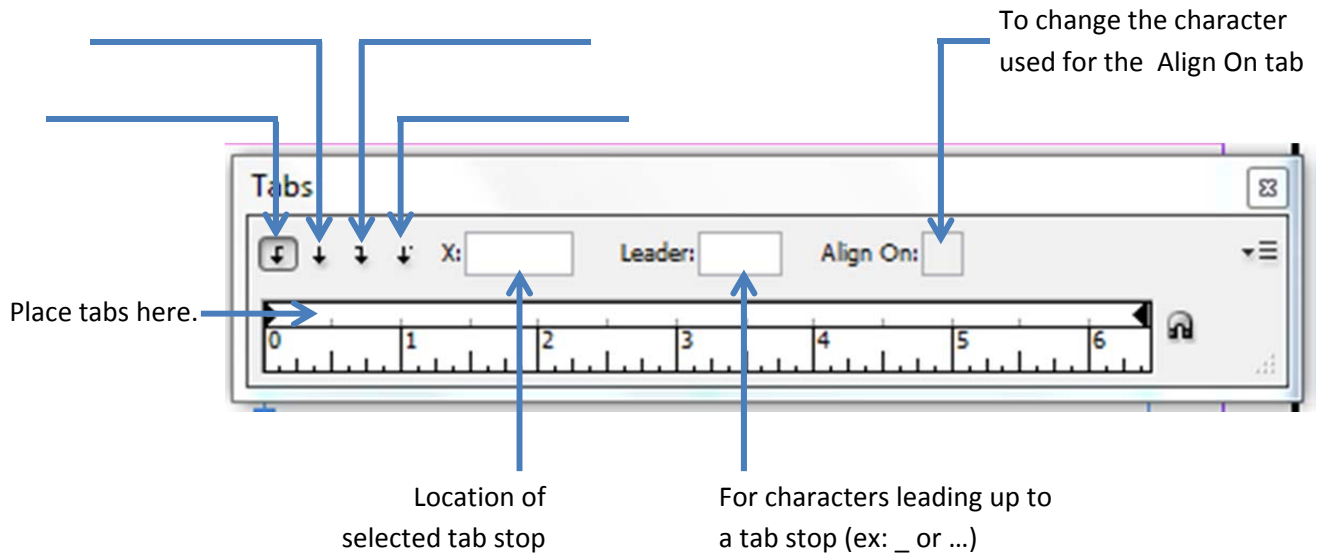 To change the character
used for the Align On tab
Tabs
X:
Leader:
Align On:
Place tabs here.
0 1 2 3 4 5 6
Location of
selected tab stop
For characters leading up to
a tab stop (ex: _ or …)